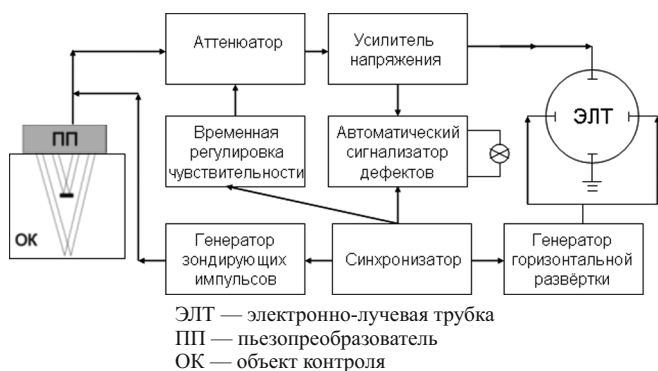 Аттенюатор
Усилитель
напряжения
ЭЛТ
ПП
Временная
регулировка
чувствительности
Автоматический
сигнализатор
дефектов
ОК
Генератор
зондирующих
импульсов
Синхронизатор
Генератор
горизонтальной
развёртки
ЭЛТ — электронно-лучевая трубка
ПП — пьезопреобразователь
ОК — объект контроля